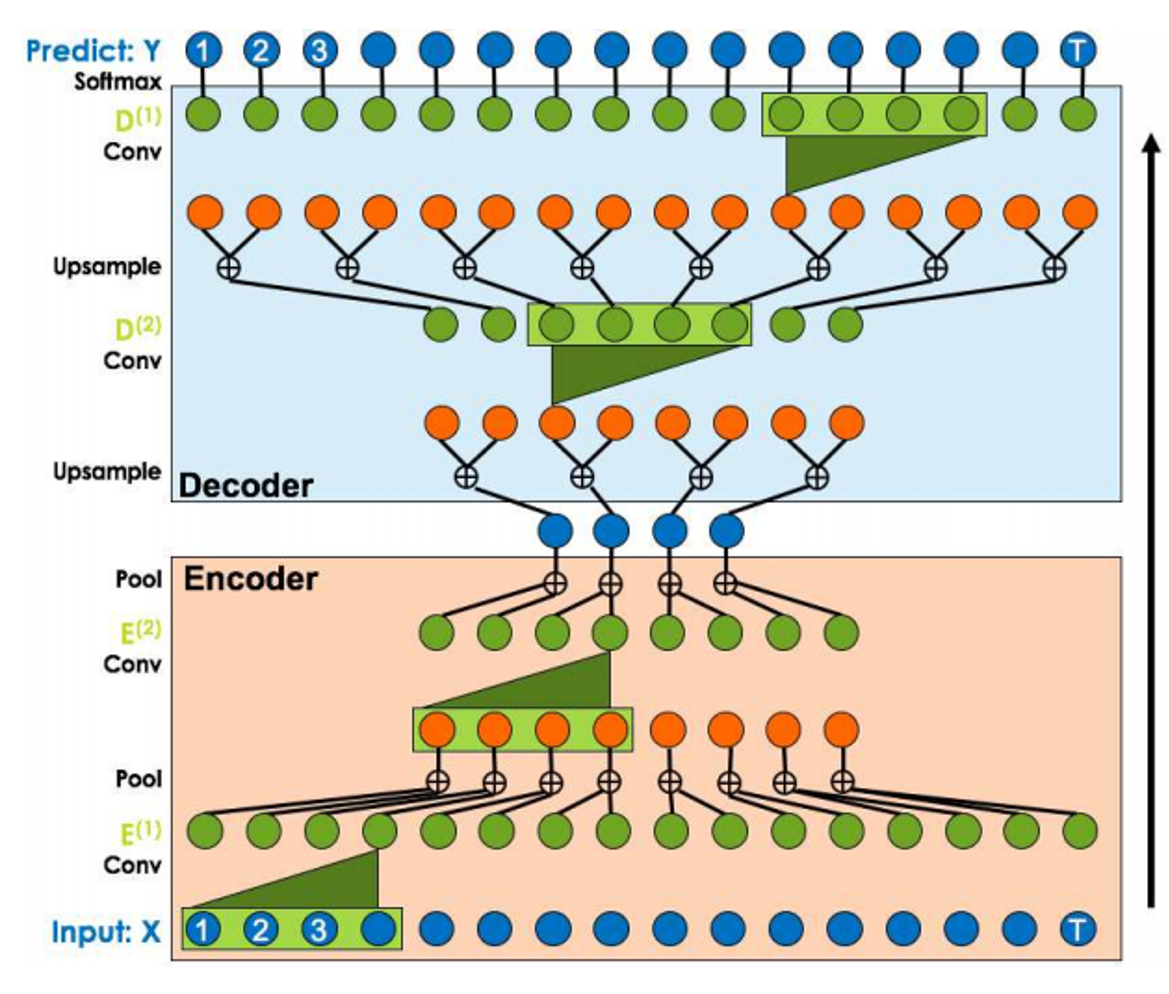 Predict: Y 1 2 3 T
Softmax
D(1)
Conv
Upsample
D(2)
Conv
Upsample
Decoder
Pool Encoder
E(2)
Conv
Pool
E(1)
Conv
Input: X 1 2 3 T